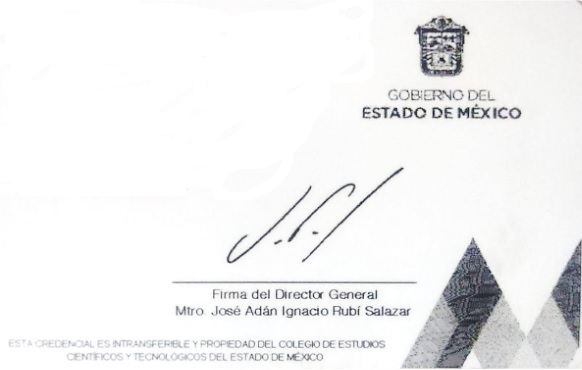 GOBIERNO DEL
ESTADO DE MÉXICO
Firma del Director General
Mtro. José Adán Ignacio Rubí Salazar
ESTA CREDENCIAL ES INTRANSFERIBLE Y PROPIEDAD DEL COLEGIO DE ESTUDIOS
CIENTÍFICOS Y TECNOLÓGICOS DEL ESTADO DE MÉXICO